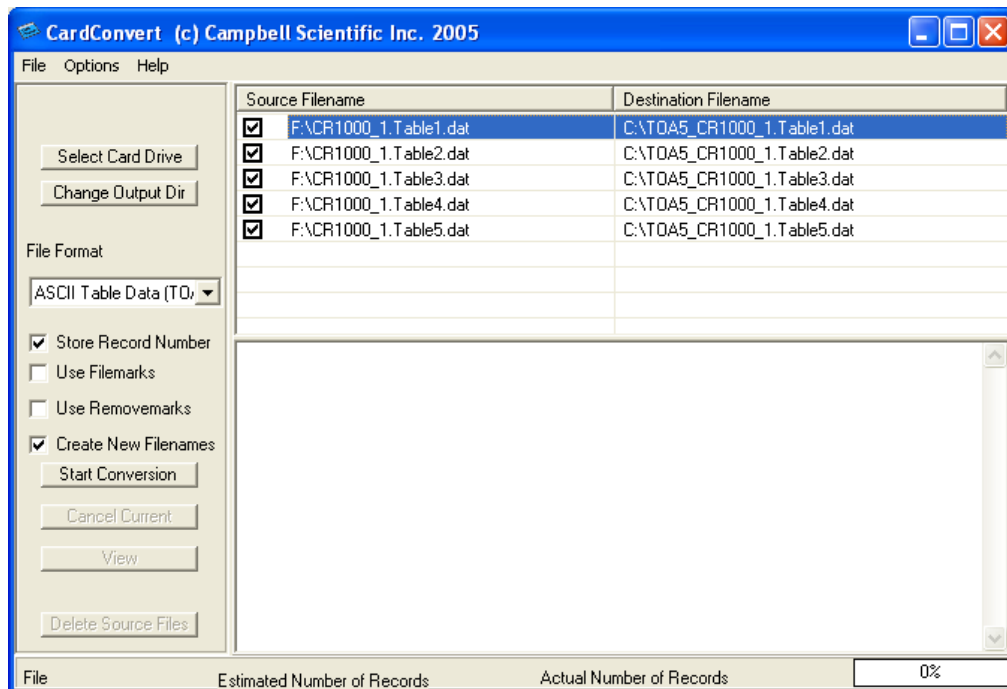 CardConvert (c) Campbell Scientific Inc. 2005
File Options Help
Select Card Drive
Change Output Dir
File Format
ASCII Table Data (TO
Store Record Number
Use Filemarks
Use Removemarks
Create New Filenames
Start Conversion
Cancel Current
View
Delete Source Files
Source Filename Destination Filename
F:\CR1000_1.Table1.dat C:\TOA5_CR1000_1.Table1.dat
F:\CR1000_1.Table2.dat C:\TOA5_CR1000_1.Table2.dat
F:\CR1000_1.Table3.dat C:\TOA5_CR1000_1.Table3.dat
F:\CR1000_1.Table4.dat C:\TOA5_CR1000_1.Table4.dat
F:\CR1000_1.Table5.dat C:\TOA5_CR1000_1.Table5.dat
File Estimated Number of Records Actual Number of Records 0%